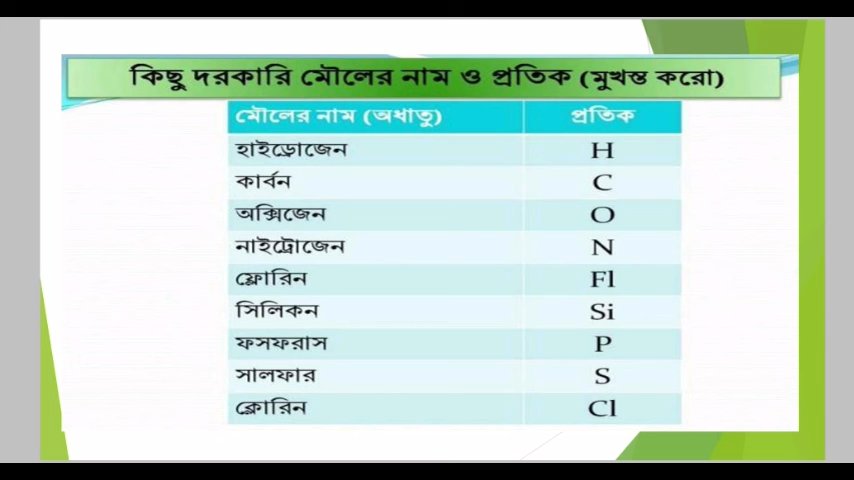 কিছু দরকারি মৌলের নাম ও প্রতিক (মুখস্ত করো)
মৌলের নাম (অধাতু) প্রতিক
হাইড্রোজেন H
কার্বন C
অক্সিজেন O
নাইট্রোজেন N
ফ্লোরিন Fl
সিলিকন Si
ফসফরাস P
সালফার S
ক্লোরিন Cl